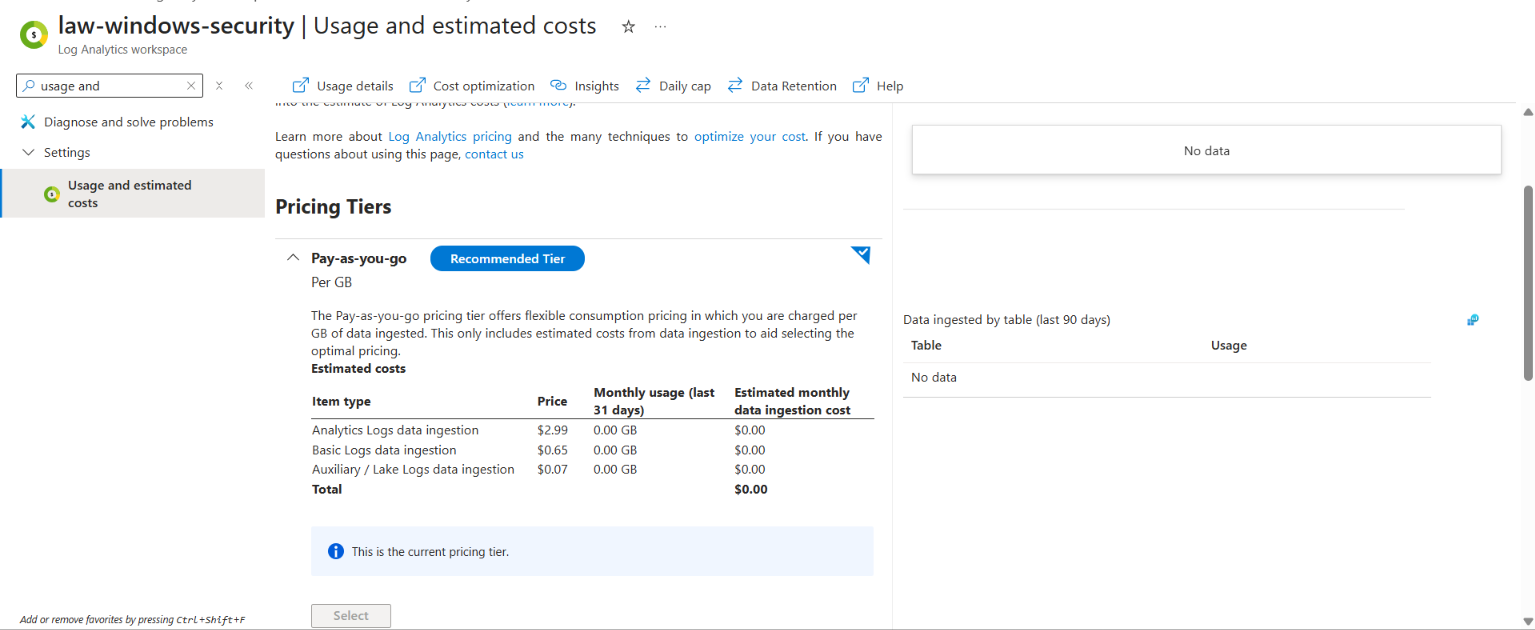 law-windows-security | Usage and estimated costs
Log Analytics workspace
usage and
Usage details
Cost optimization
Insights
Daily cap
Data Retention
Help
Diagnose and solve problems
Settings
Usage and estimated
costs
Add or remove favorites by pressing Ctrl+Shift+F
into the estimate of Log Analytics costs (learn more).
Learn more about Log Analytics pricing and the many techniques to optimize your cost. If you have
questions about using this page, contact us
Pricing Tiers
Pay-as-you-go Recommended Tier
Per GB
The Pay-as-you-go pricing tier offers flexible consumption pricing in which you are charged per
GB of data ingested. This only includes estimated costs from data ingestion to aid selecting the
optimal pricing.
Estimated costs
Item type Price Monthly usage (last 31 days) Estimated monthly data ingestion cost
Analytics Logs data ingestion $2.99 0.00 GB $0.00
Basic Logs data ingestion $0.65 0.00 GB $0.00
Auxiliary / Lake Logs data ingestion $0.07 0.00 GB $0.00
Total $0.00
This is the current pricing tier.
Select
No data
Data ingested by table (last 90 days)
Table Usage
No data